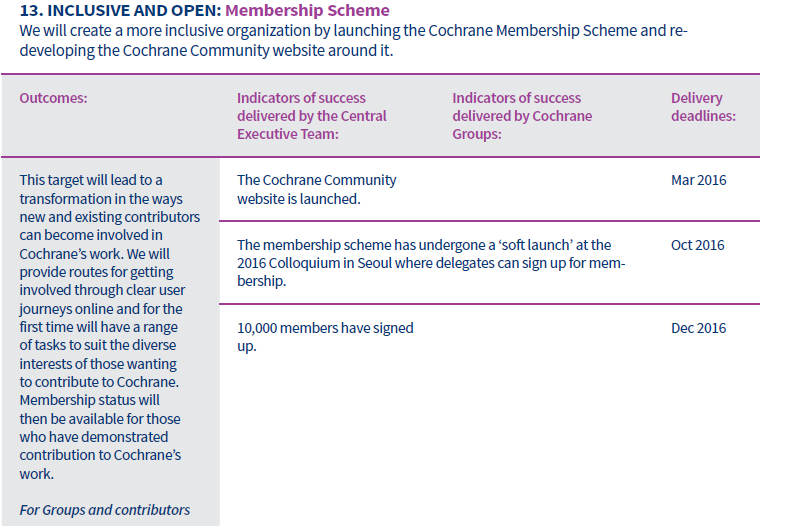 13. INCLUSIVE AND OPEN: Membership Scheme
We will create a more inclusive organization by launching the Cochrane Membership Scheme and re-
developing the Cochrane Community website around it.
Outcomes:
Indicators of success
delivered by the Central
Executive Team:
Indicators of success
delivered by Cochrane
Groups:
Delivery
deadlines:
This target will lead to a
transformation in the ways
new and existing contributors
can become involved in
Cochrane’s work. We will
provide routes for getting
involved through clear user
journeys online and for the
first time will have a range
of tasks to suit the diverse
interests of those wanting
to contribute to Cochrane.
Membership status will
then be available for those
who have demonstrated
contribution to Cochrane’s
work.
For Groups and contributors
The Cochrane Community
website is launched.
Mar 2016
The membership scheme has undergone a ‘soft launch’ at the
2016 Colloquium in Seoul where delegates can sign up for mem-
bership.
Oct 2016
10,000 members have signed
up.
Dec 2016